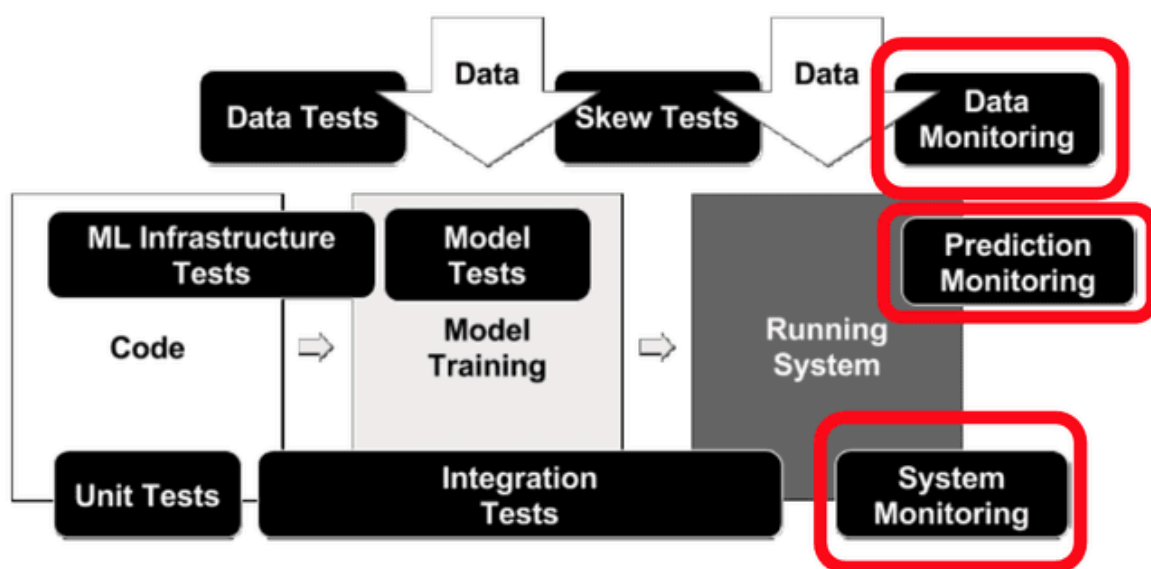 Data
Data
Data Tests
Skew Tests
Data
Monitoring
ML Infrastructure
Tests
Model
Tests
Prediction
Monitoring
Code
Model
Training
Running
System
Unit Tests
Integration
Tests
System
Monitoring